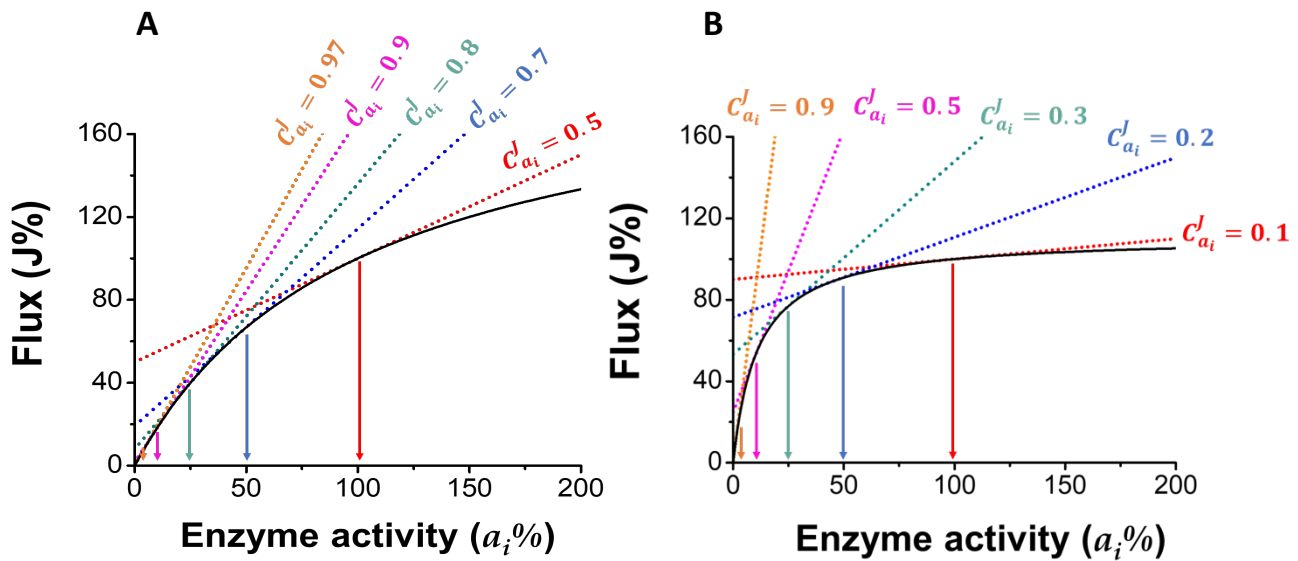 A
B
C^J_{a_i} = 0.97
C^J_{a_i} = 0.9
C^J_{a_i} = 0.8
C^J_{a_i} = 0.7
C^J_{a_i} = 0.5
160
120
80
40
0
Flux (J%)
0 50 100 150 200
Enzyme activity (a_i%)
C^J_{a_i} = 0.9
C^J_{a_i} = 0.5
C^J_{a_i} = 0.3
C^J_{a_i} = 0.2
C^J_{a_i} = 0.1
160
120
80
40
0
Flux (J%)
0 50 100 150 200
Enzyme activity (a_i%)